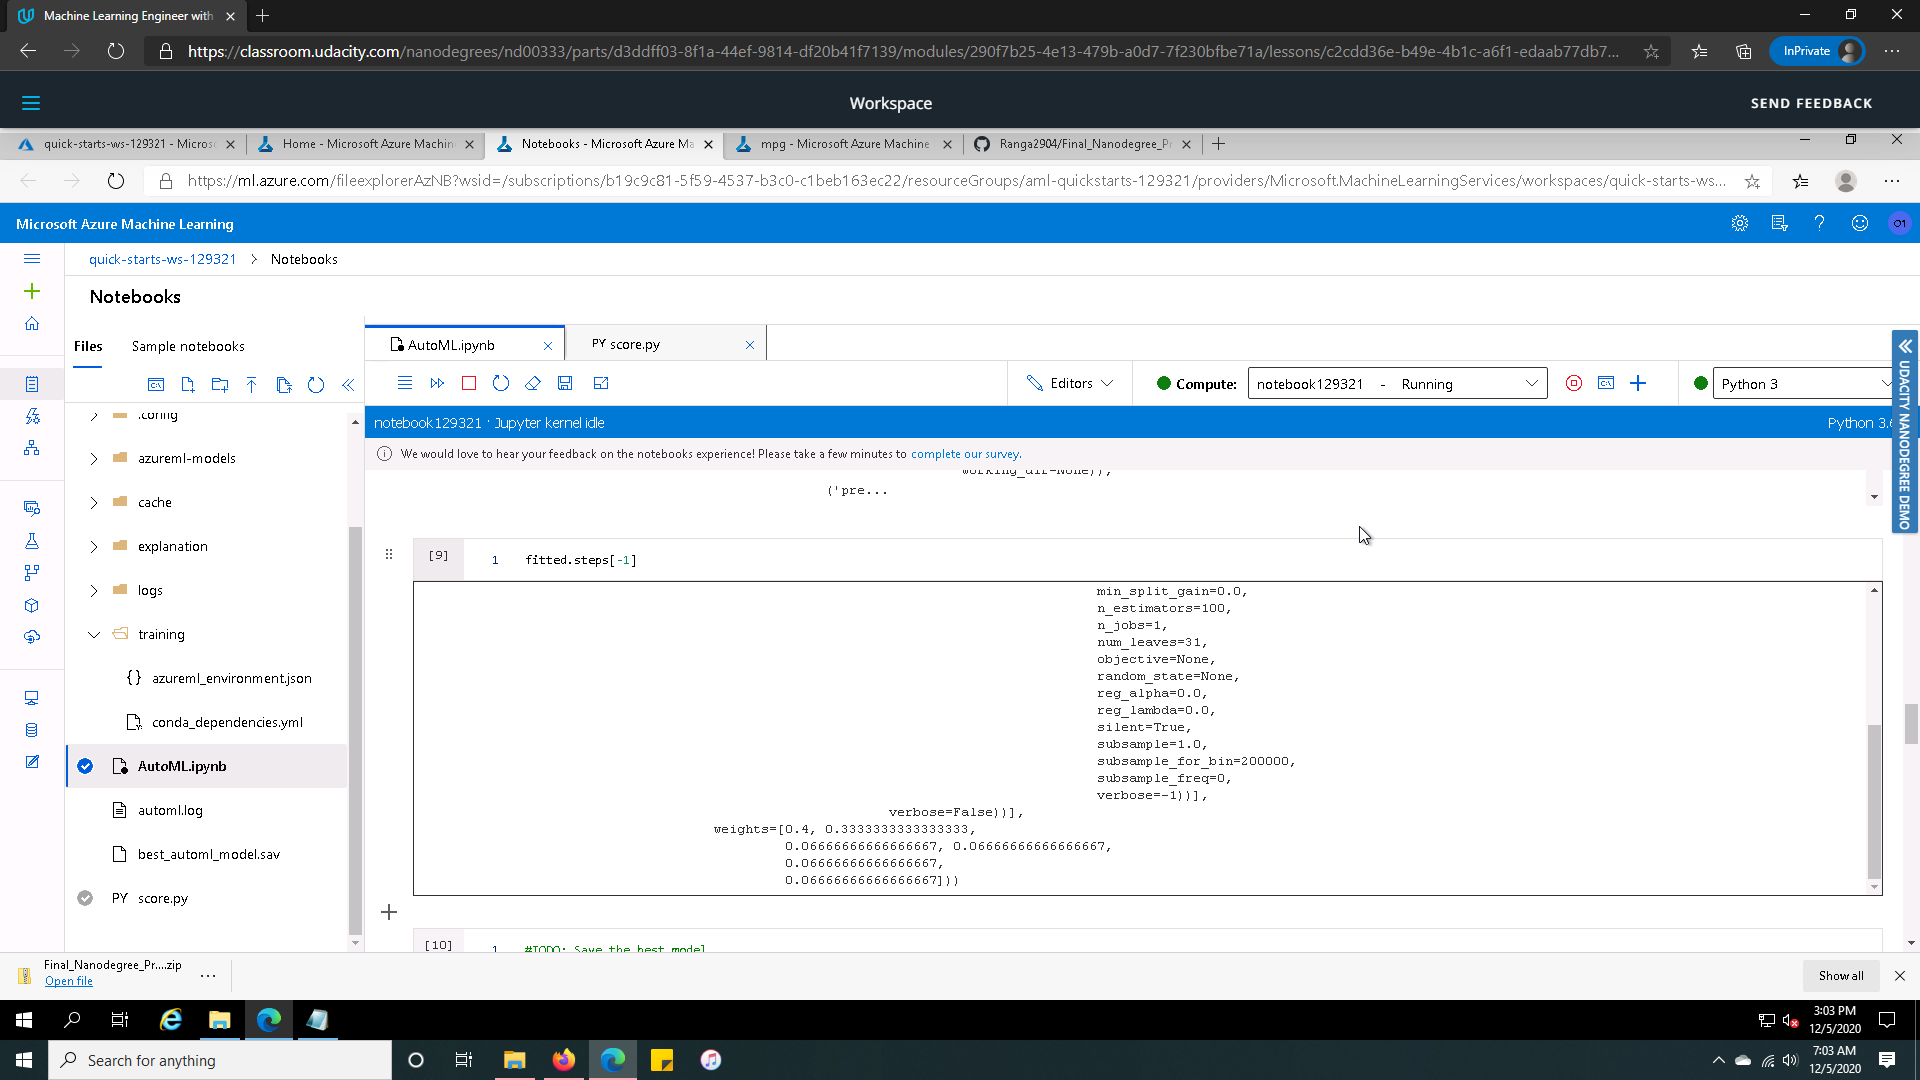 Machine Learning Engineer with
https://classroom.udacity.com/nanodegrees/nd00333/parts/d3ddff03-8f1a-44ef-9814-df20b41f7139/modules/290f7b25-4e13-479b-a0d7-7f230bfbe71a/lessons/c2cdd36e-b49e-4b1c-a6f1-edaab77db7...
InPrivate
Workspace
SEND FEEDBACK
quick-starts-ws-129321 - Micros
Home - Microsoft Azure Machin
Notebooks - Microsoft Azure Ma
mpg - Microsoft Azure Machine
Ranga2904/Final_Nanodegree_Pr
https://ml.azure.com/fileexplorerAzNB?wsid=/subscriptions/b19c9c81-5f59-4537-b3c0-c1beb163ec22/resourceGroups/aml-quickstarts-129321/providers/Microsoft.MachineLearningServices/workspaces/quick-starts-ws...
Microsoft Azure Machine Learning
O1
quick-starts-ws-129321 > Notebooks
Notebooks
Files
Sample notebooks
AutoML.ipynb
PY score.py
Editors
Compute:
notebook129321 - Running
Python 3
notebook129321 · Jupyter kernel idle
Python 3.6
UDACITY NANODEGREE DEMO
We would love to hear your feedback on the notebooks experience! Please take a few minutes to complete our survey.
.config
azureml-models
cache
explanation
logs
training
azureml_environment.json
conda_dependencies.yml
AutoML.ipynb
automl.log
best_automl_model.sav
PY score.py
working_dir=None)),
('pre...
[9]
1 fitted.steps[-1]
min_split_gain=0.0,
n_estimators=100,
n_jobs=1,
num_leaves=31,
objective=None,
random_state=None,
reg_alpha=0.0,
reg_lambda=0.0,
silent=True,
subsample=1.0,
subsample_for_bin=200000,
subsample_freq=0,
verbose=-1))],
verbose=False))],
weights=[0.4, 0.3333333333333333,
0.06666666666666667, 0.06666666666666667,
0.06666666666666667,
0.06666666666666667]))
[10]
1 #TODO: Save the best model
Final_Nanodegree_Pr....zip
Open file
Show all
3:03 PM
12/5/2020
Search for anything
7:03 AM
12/5/2020